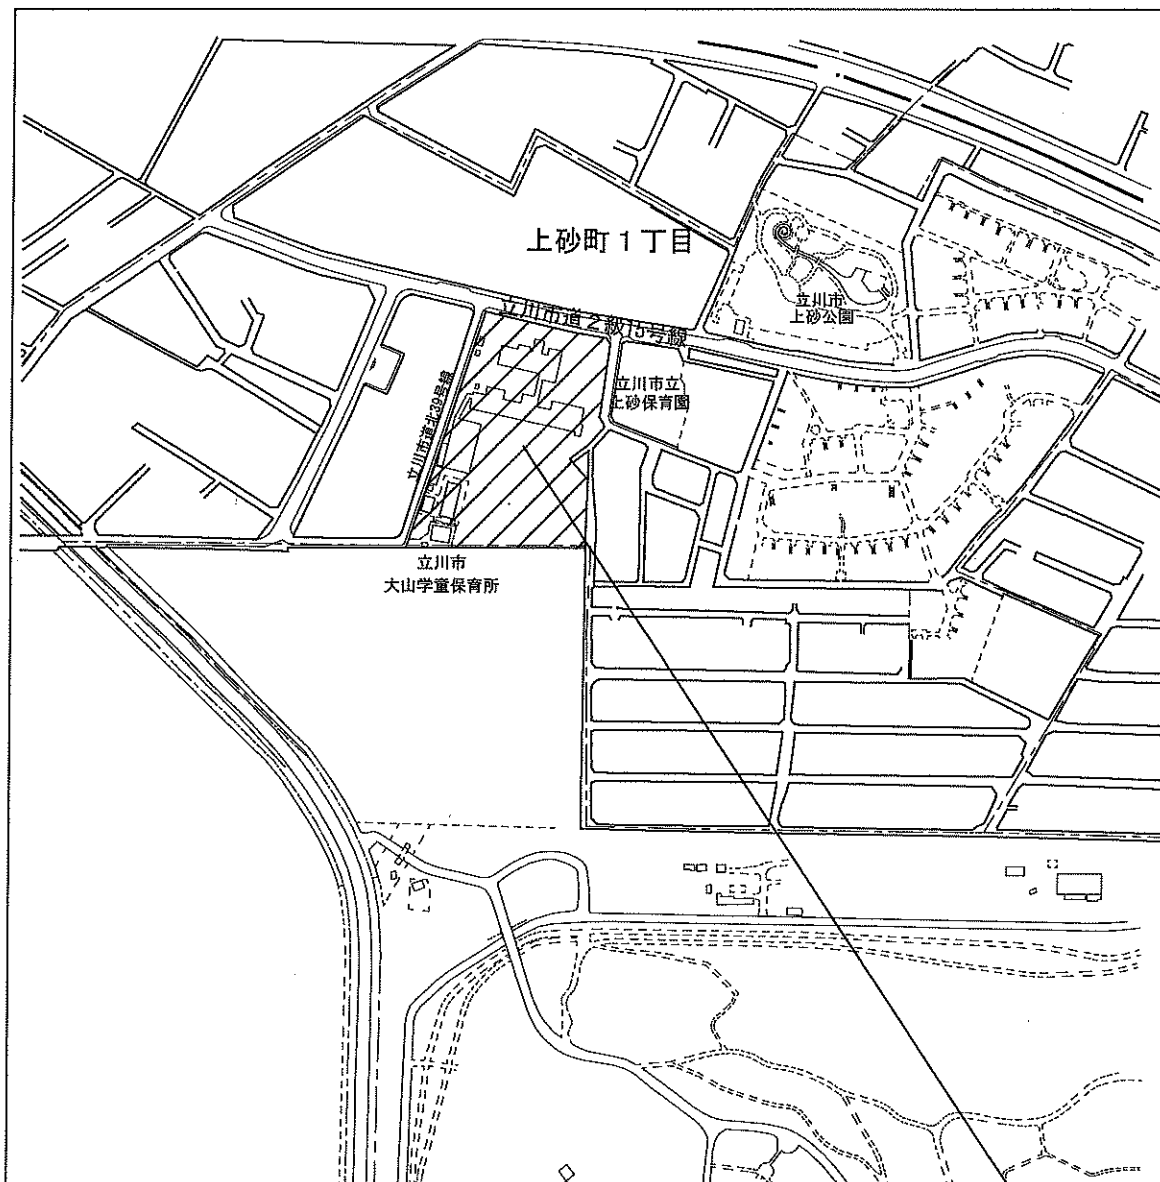 上砂町1丁目
立川市道2級15号線
立川市
上砂公園
立川市立
上砂保育園
立川市道北39号線
立川市
大山学童保育所